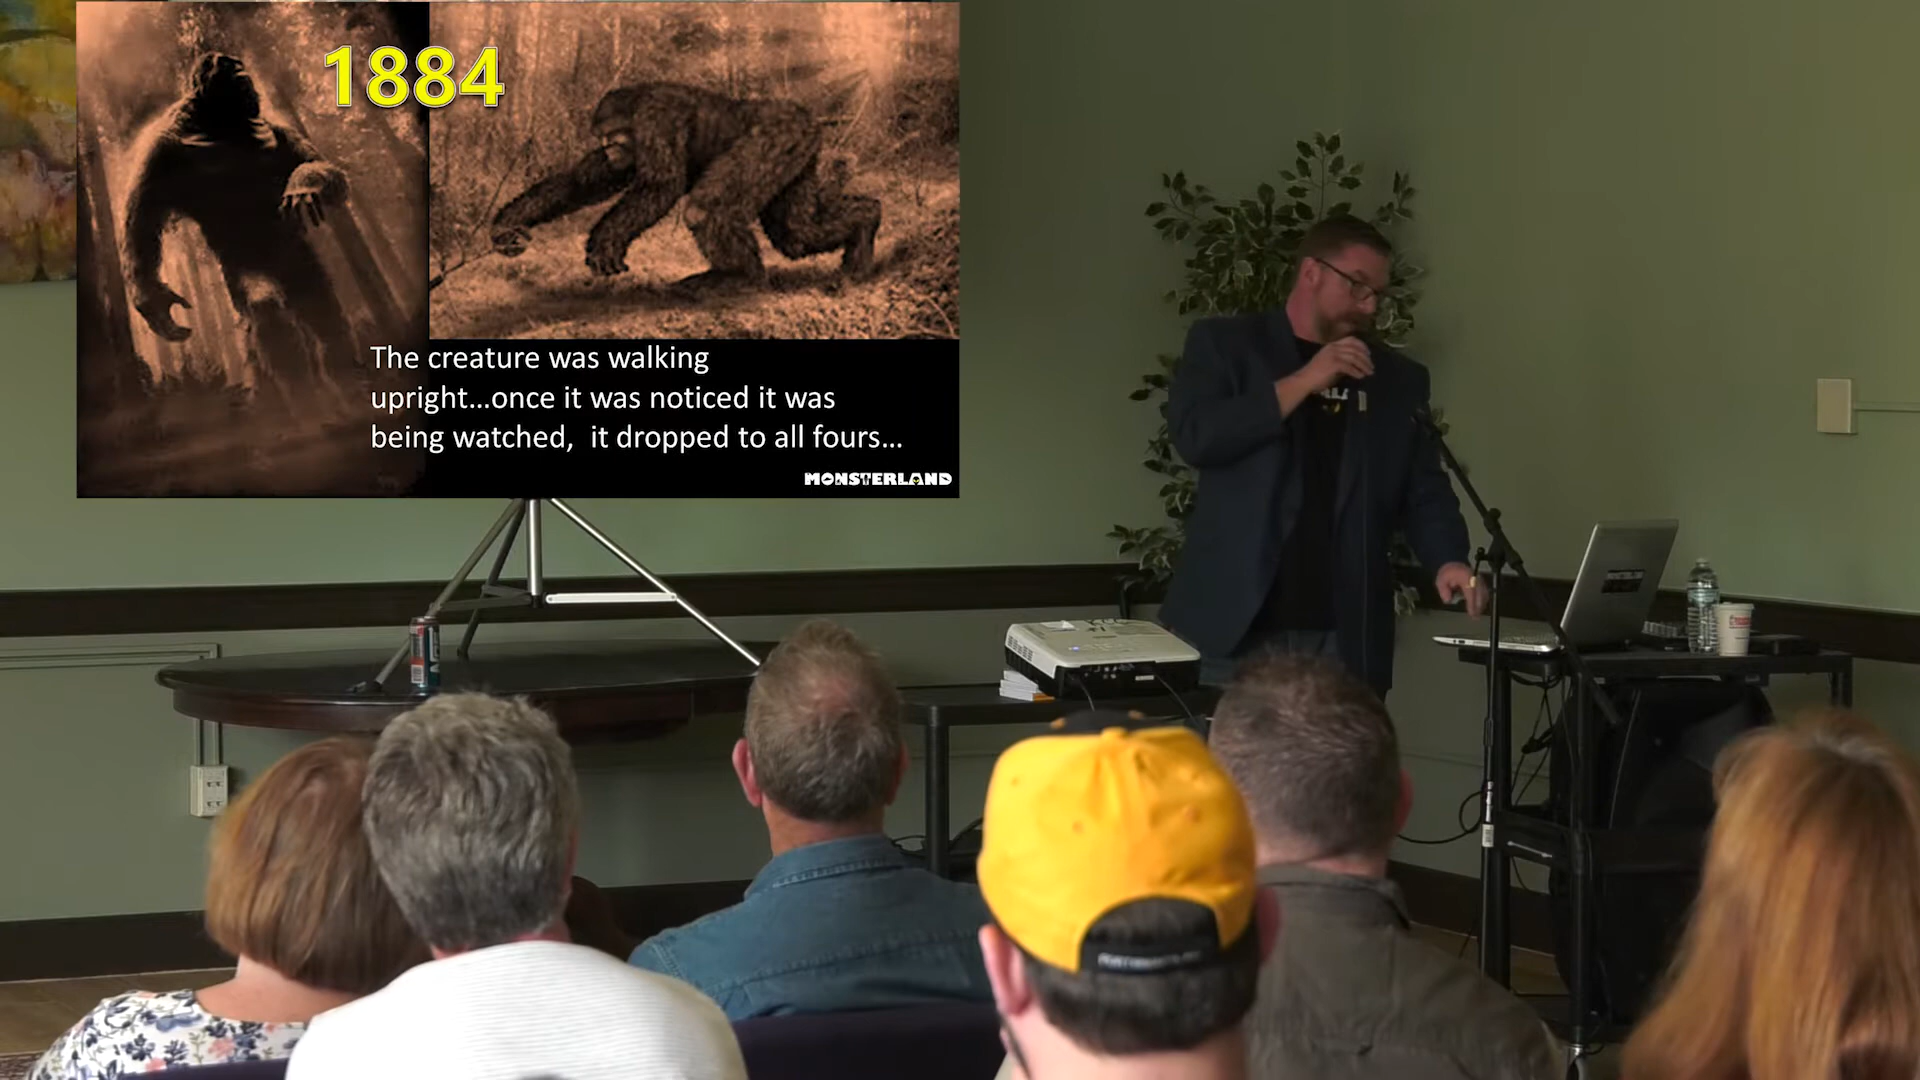 1884
The creature was walking
upright...once it was noticed it was
being watched, it dropped to all fours...
MONSTERLAND